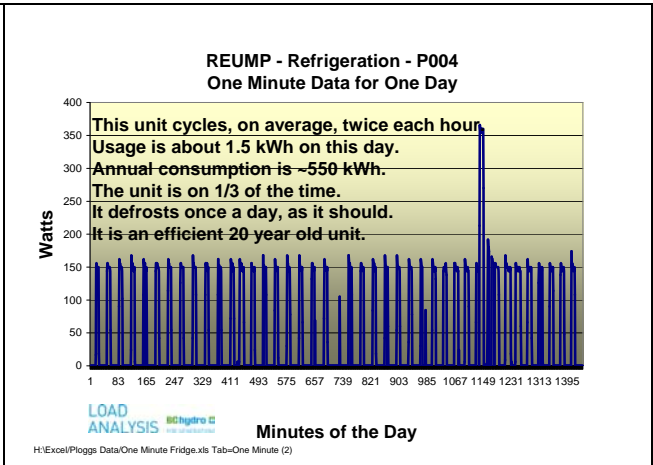 REUMP - Refrigeration - P004
One Minute Data for One Day
400
350
300
250
200
150
100
50
0
Watts
This unit cycles, on average, twice each hour
Usage is about 1.5 kWh on this day.
Annual consumption is ~550 kWh.
The unit is on 1/3 of the time.
It defrosts once a day, as it should.
It is an efficient 20 year old unit.
1 83 165 247 329 411 493 575 657 739 821 903 985 1067 1149 1231 1313 1395
LOAD
ANALYSIS
BChydro
Minutes of the Day
H:\Excel/Ploggs Data/One Minute Fridge.xls Tab=One Minute (2)